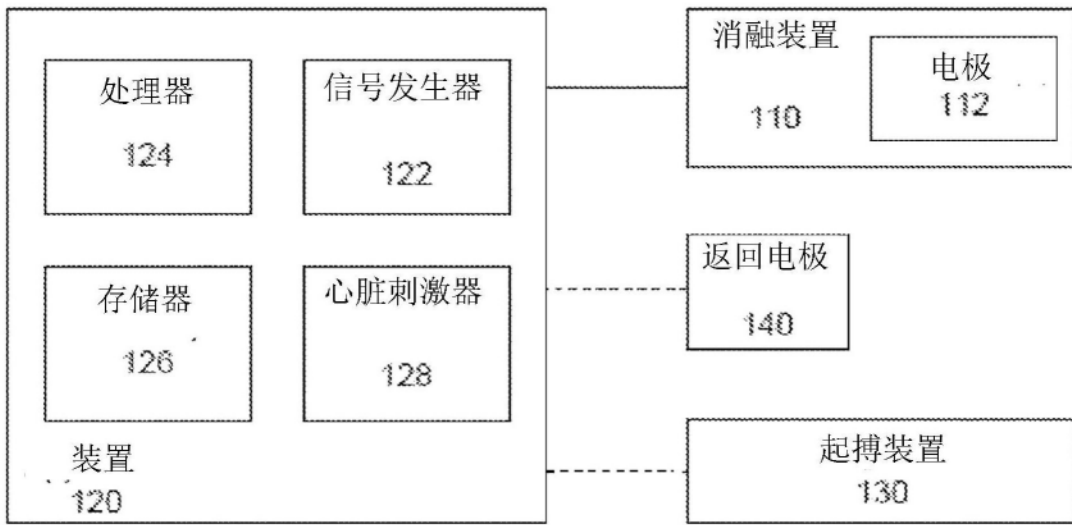 处理器
124
信号发生器
122
存储器
126
心脏刺激器
128
装置
120
消融装置
110
电极
112
返回电极
140
起搏装置
130